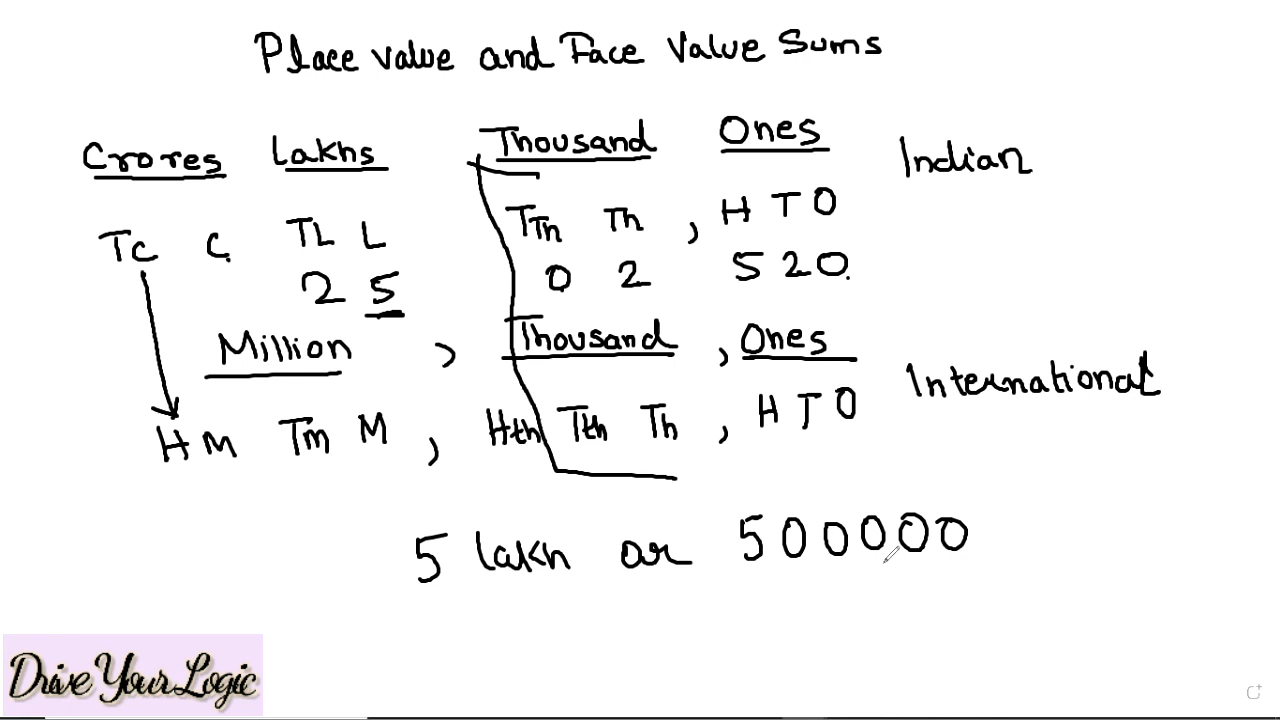 Place value and Face Value Sums
Crores Lakhs Thousand Ones Indian
TC C TL L TTh Th , H T O
2 5 0 2 5 2 0
Million , Thousand , Ones
International
H M Tm M , Hth Tth Th , H T O
5 lakh or 500000
Drive Your Logic